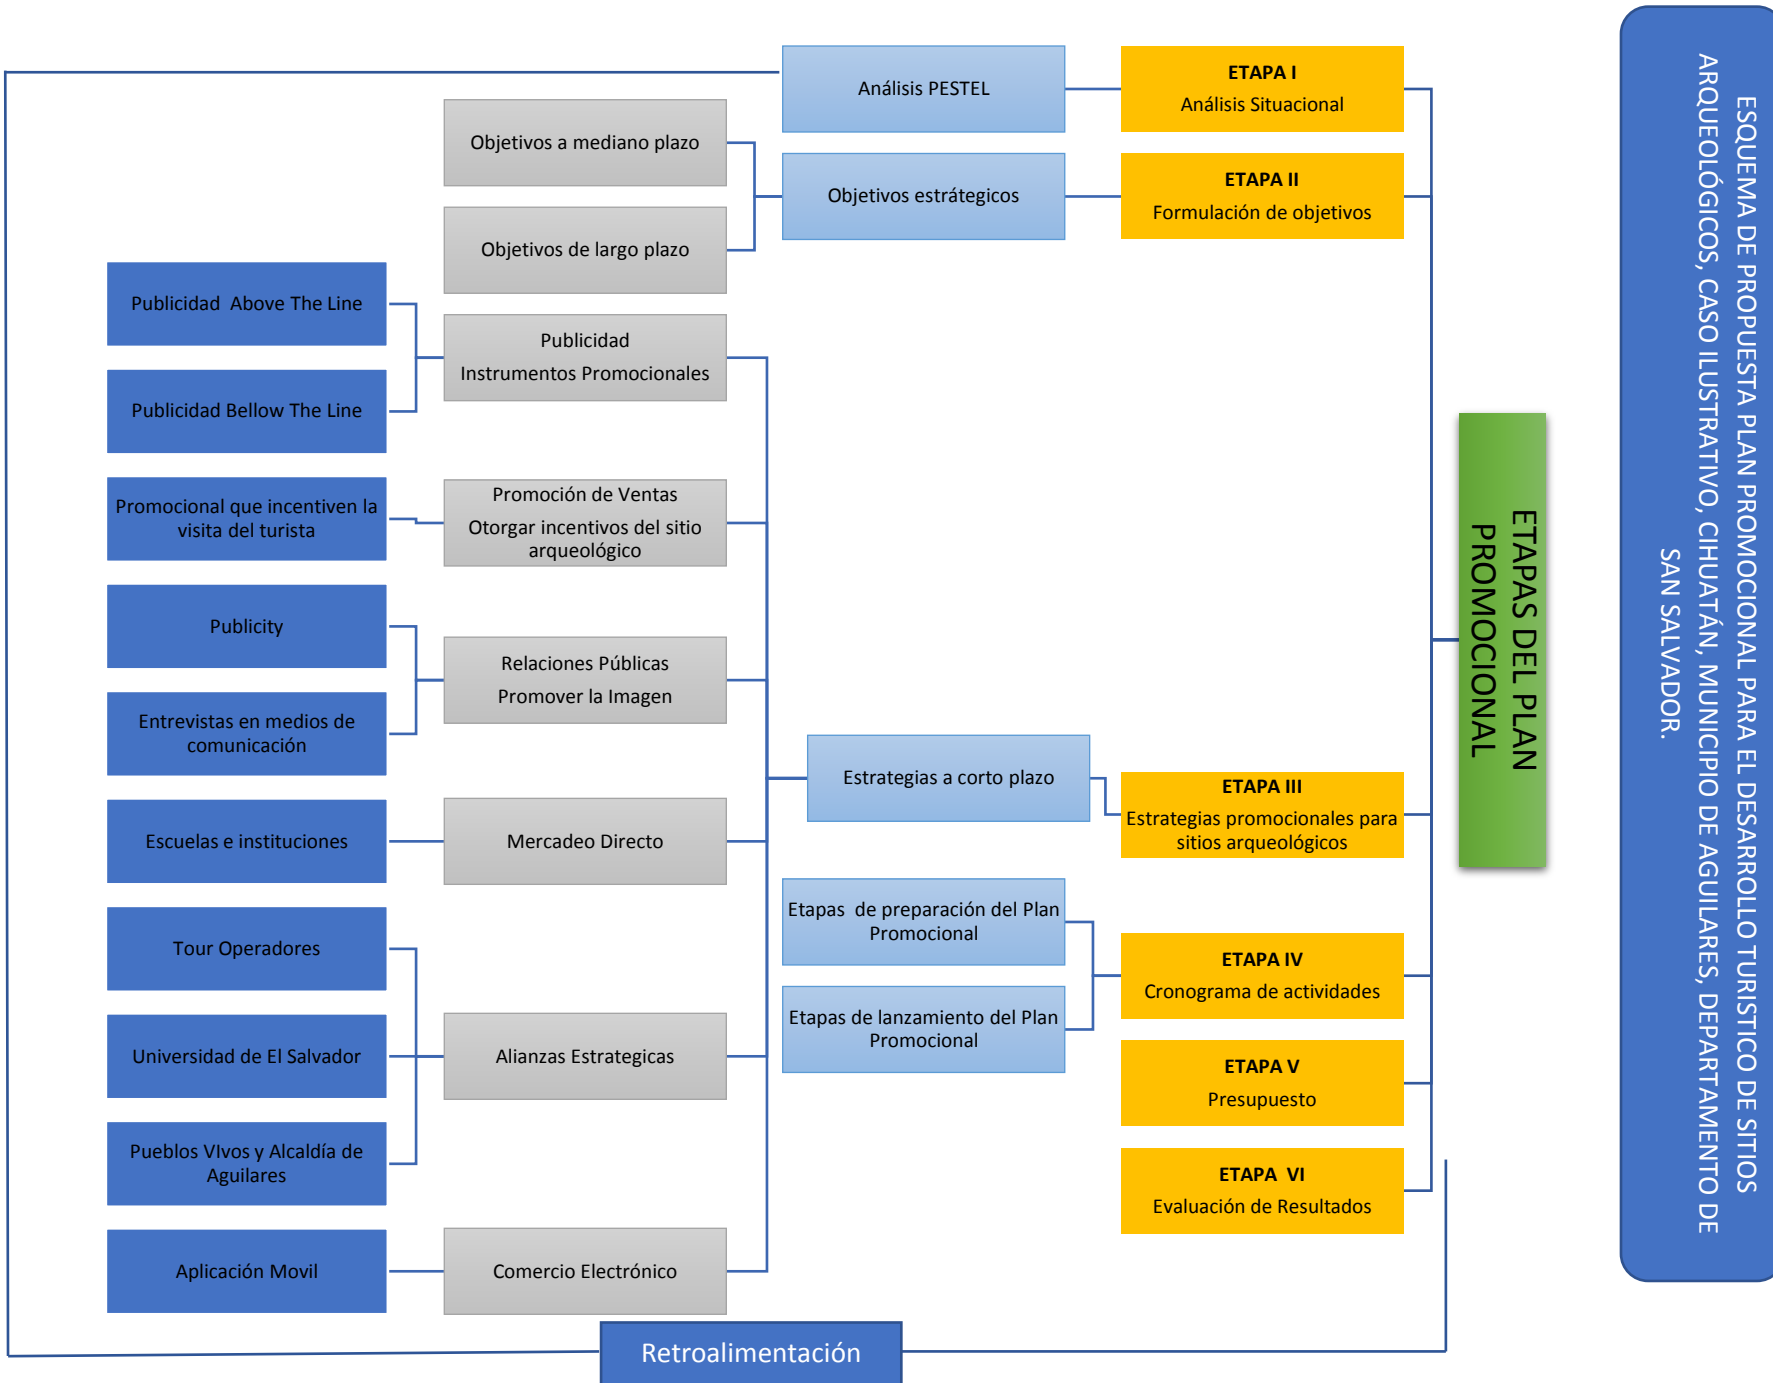 ESQUEMA DE PROPUESTA PLAN PROMOCIONAL PARA EL DESARROLLO TURISTICO DE SITIOS
ARQUEOLÓGICOS, CASO ILUSTRATIVO, CIHUATÁN, MUNICIPIO DE AGUILARES, DEPARTAMENTO DE
SAN SALVADOR.
ETAPAS DEL PLAN
PROMOCIONAL
ETAPA I
Análisis Situacional
Análisis PESTEL
ETAPA II
Formulación de objetivos
Objetivos estrátegicos
Objetivos a mediano plazo
Objetivos de largo plazo
ETAPA III
Estrategias promocionales para
sitios arqueológicos
Estrategias a corto plazo
Publicidad
Instrumentos Promocionales
Publicidad  Above The Line
Publicidad Bellow The Line
Promoción de Ventas
Otorgar incentivos del sitio
arqueológico
Promocional que incentiven la
visita del turista
Relaciones Públicas
Promover la Imagen
Publicity
Entrevistas en medios de
comunicación
Mercadeo Directo
Escuelas e instituciones
Alianzas Estrategicas
Tour Operadores
Universidad de El Salvador
Pueblos VIvos y Alcaldía de
Aguilares
Comercio Electrónico
Aplicación Movil
ETAPA IV
Cronograma de actividades
Etapas  de preparación del Plan
Promocional
Etapas de lanzamiento del Plan
Promocional
ETAPA V
Presupuesto
ETAPA  VI
Evaluación de Resultados
Retroalimentación